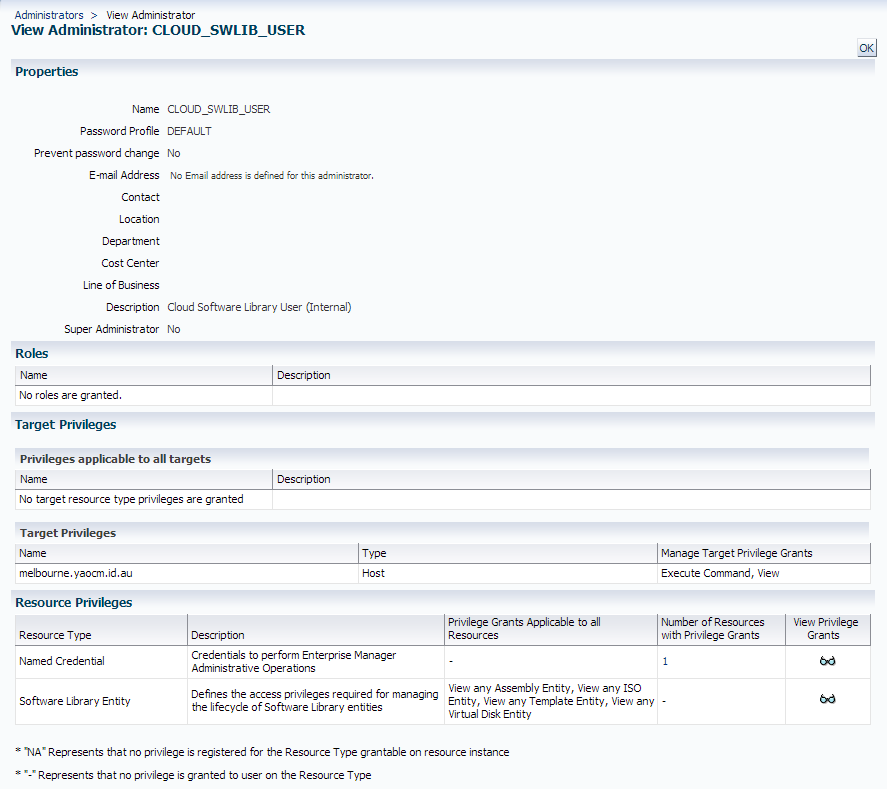 Administrators > View Administrator
View Administrator: CLOUD_SWLIB_USER
OK
Properties
Name CLOUD_SWLIB_USER
Password Profile DEFAULT
Prevent password change No
E-mail Address No Email address is defined for this administrator.
Contact
Location
Department
Cost Center
Line of Business
Description Cloud Software Library User (Internal)
Super Administrator No
Roles
Name Description
No roles are granted.
Target Privileges
Privileges applicable to all targets
Name Description
No target resource type privileges are granted
Target Privileges
Name Type Manage Target Privilege Grants
melbourne.yaocm.id.au Host Execute Command, View
Resource Privileges
Resource Type Description Privilege Grants Applicable to all Resources Number of Resources with Privilege Grants View Privilege Grants
Named Credential Credentials to perform Enterprise Manager Administrative Operations - 1
Software Library Entity Defines the access privileges required for managing the lifecycle of Software Library entities View any Assembly Entity, View any ISO Entity, View any Template Entity, View any Virtual Disk Entity -
* "NA" Represents that no privilege is registered for the Resource Type grantable on resource instance
* "-" Represents that no privilege is granted to user on the Resource Type